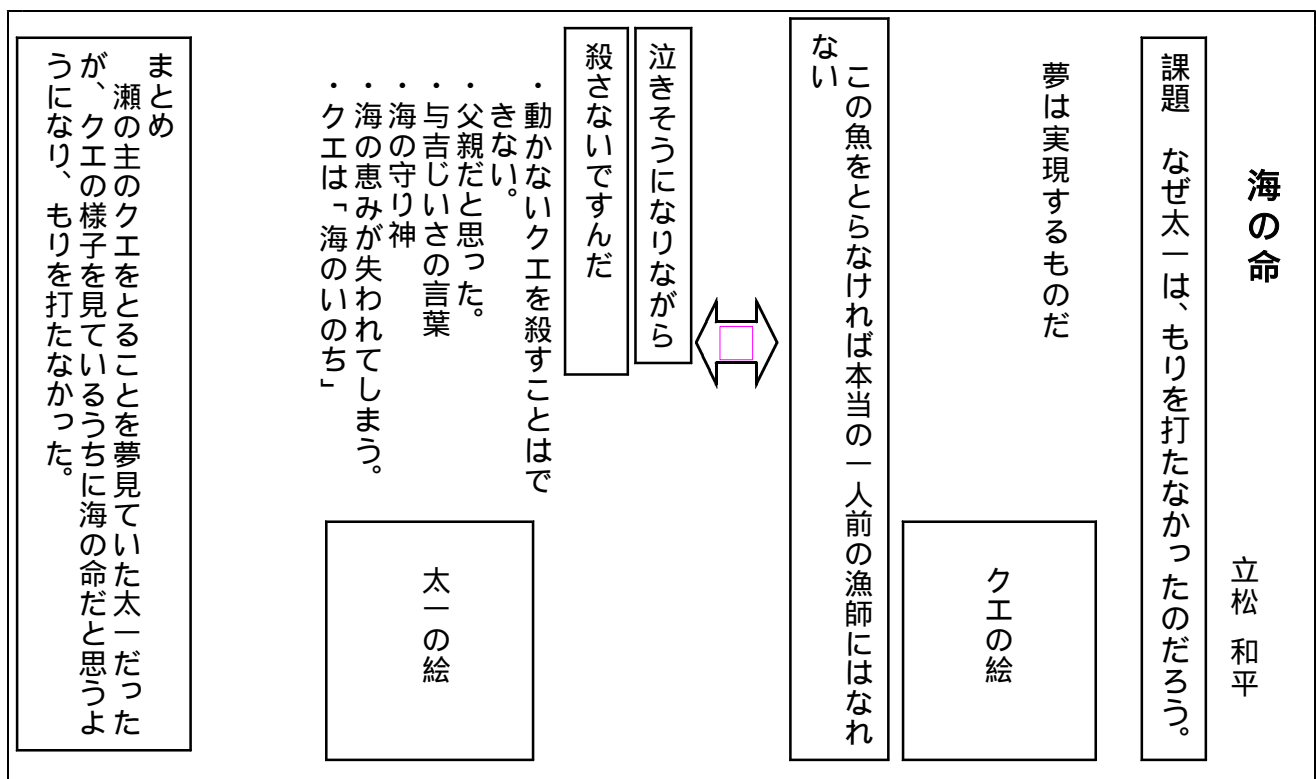 海の命
立松 和平
課題 なぜ太一は、もりを打たなかったのだろう。
夢は実現するものだ
クエの絵
この魚をとらなければ本当の一人前の漁師にはなれ
ない
泣きそうになりながら
殺さないですんだ
・動かないクエを殺すことはで
きない。
・父親だと思った。
・与吉じいさの言葉
・海の守り神
・海の恵みが失われてしまう。
・クエは「海のいのち」
太一の絵
まとめ
瀬の主のクエをとることを夢見ていた太一だった
が、クエの様子を見ているうちに海の命だと思うよ
うになり、もりを打たなかった。